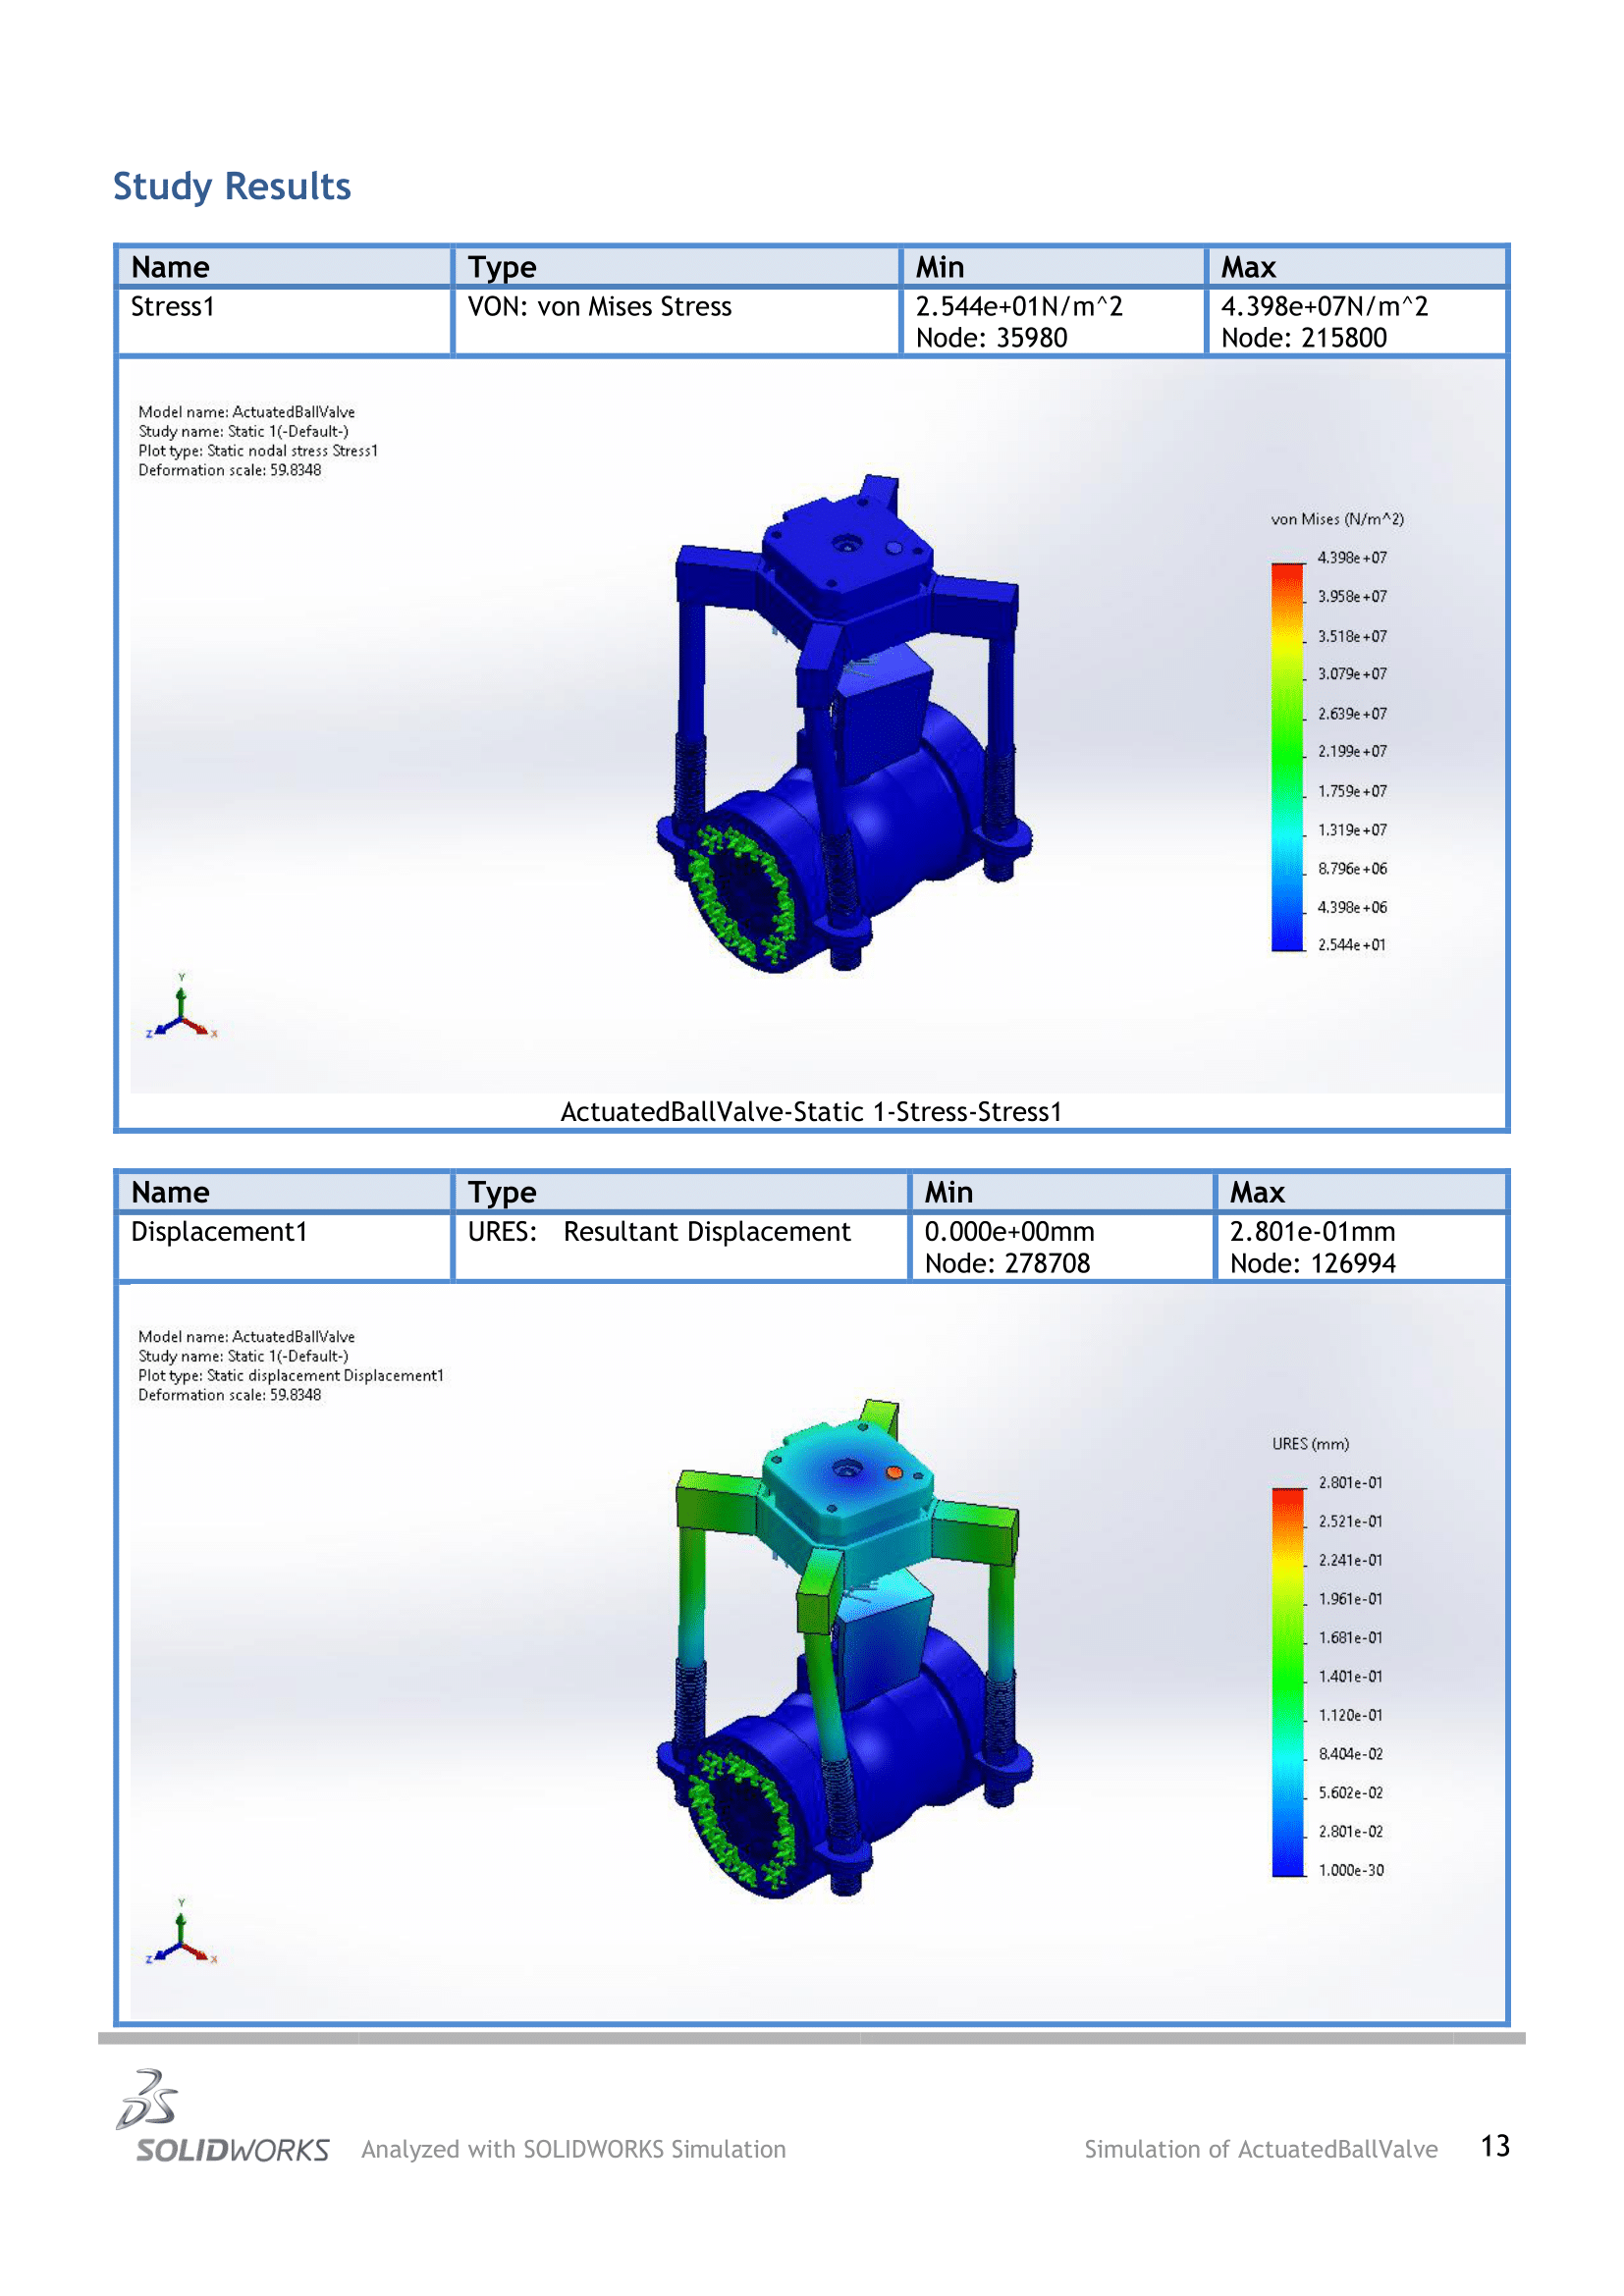 Study Results
Name Type Min Max
Stress1 VON: von Mises Stress 2.544e+01N/m^2 4.398e+07N/m^2
Node: 35980 Node: 215800
Model name: ActuatedBallValve
Study name: Static 1(-Default-)
Plot type: Static nodal stress Stress1
Deformation scale: 59.8348
von Mises (N/m^2)
4.398e+07
3.958e+07
3.518e+07
3.079e+07
2.639e+07
2.199e+07
1.759e+07
1.319e+07
8.796e+06
4.398e+06
2.544e+01
Y
Z X
ActuatedBallValve-Static 1-Stress-Stress1
Name Type Min Max
Displacement1 URES: Resultant Displacement 0.000e+00mm 2.801e-01mm
Node: 278708 Node: 126994
Model name: ActuatedBallValve
Study name: Static 1(-Default-)
Plot type: Static displacement Displacement1
Deformation scale: 59.8348
URES (mm)
2.801e-01
2.521e-01
2.241e-01
1.961e-01
1.681e-01
1.401e-01
1.120e-01
8.404e-02
5.602e-02
2.801e-02
1.000e-30
Y
Z X
SOLIDWORKS Analyzed with SOLIDWORKS Simulation Simulation of ActuatedBallValve 13